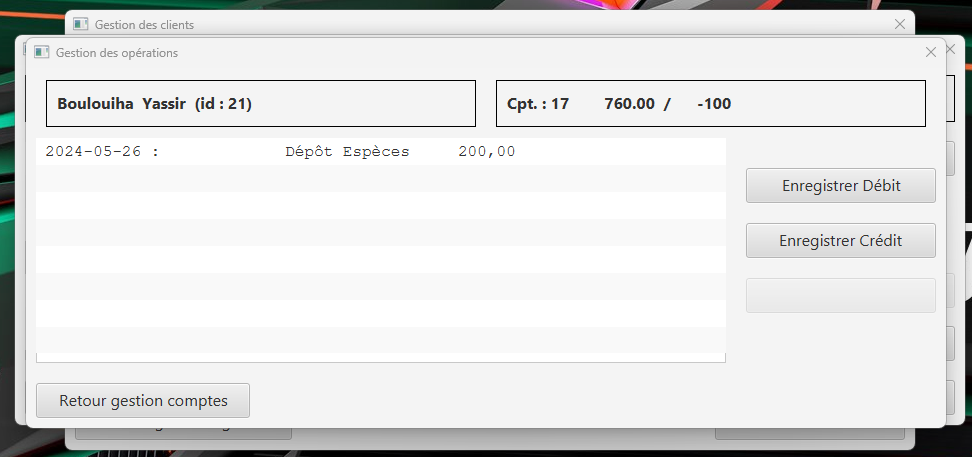 Gestion des clients
Gestion des opérations
Boulouiha Yassir (id : 21)
Cpt. : 17 760.00 / -100
2024-05-26 : Dépôt Espèces 200,00
Enregistrer Débit
Enregistrer Crédit
Retour gestion comptes